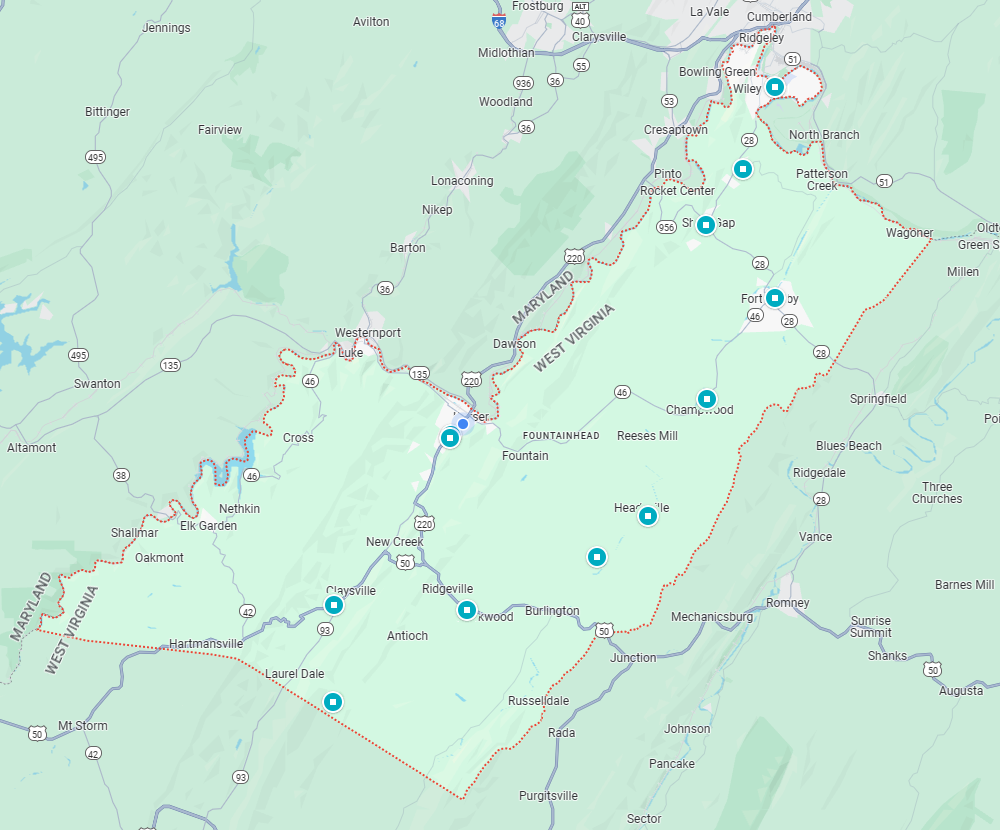 Frostburg
ALT
40
La Vale
Cumberland
Avilton
Jennings
68
Clarysville
Ridgeley
Midlothian
55
51
936
36
Bowling Green
Wiley
Woodland
53
Bittinger
36
Fairview
Cresaptown
North Branch
28
495
Pinto
Patterson
Creek
Lonaconing
Rocket Center
51
Nikep
956
Gap
Wagoner
Barton
Green S
220
28
Millen
36
MARYLAND
WEST VIRGINIA
46
28
Westernport
Luke
Dawson
28
495
135
135
220
46
Swanton
46
Springfield
FOUNTAINHEAD
Reeses Mill
Cross
Altamont
Fountain
Blues Beach
38
46
Ridgedale
Three
Churches
28
Nethkin
Elk Garden
220
Shallmar
Vance
New Creek
Oakmont
50
MARYLAND
WEST VIRGINIA
Claysville
Ridgeville
Barnes Mill
42
kwood
Burlington
Romney
93
50
Mechanicsburg
Sunrise
Summit
Hartmansville
Antioch
Junction
Shanks
Laurel Dale
50
Augusta
Russelldale
Mt Storm
50
Rada
Johnson
42
Pancake
93
Purgitsville
Sector